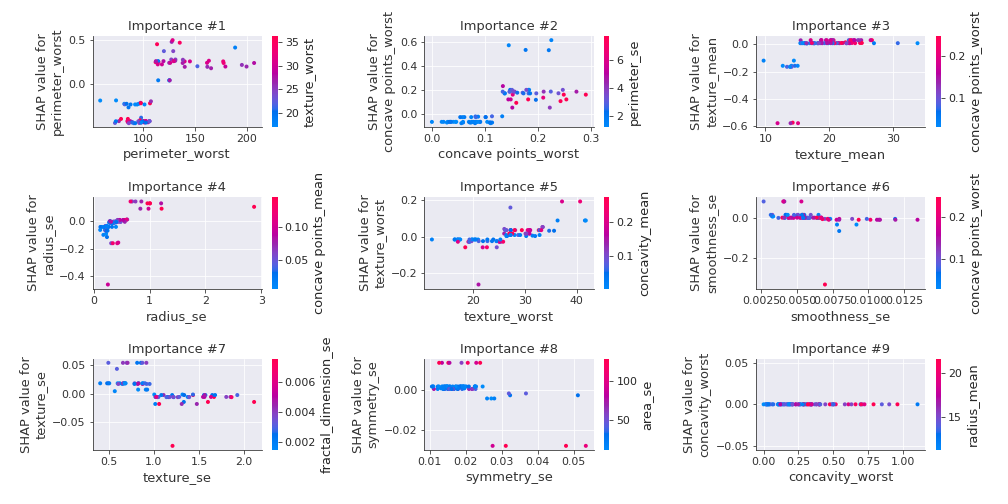 Importance #1
SHAP value for
perimeter_worst
0.5
0.0
100
150
200
perimeter_worst
35
30
25
20
texture_worst
Importance #2
SHAP value for
concave points_worst
0.6
0.4
0.2
0.0
0.0
0.1
0.2
0.3
concave points_worst
6
4
2
perimeter_se
Importance #3
SHAP value for
texture_mean
0.0
−0.2
−0.4
−0.6
10
20
30
texture_mean
0.2
0.1
concave points_worst
Importance #4
SHAP value for
radius_se
0.0
−0.2
−0.4
0
1
2
3
radius_se
0.10
0.05
concave points_mean
Importance #5
SHAP value for
texture_worst
0.2
0.0
−0.2
20
30
40
texture_worst
0.2
0.1
concavity_mean
Importance #6
SHAP value for
smoothness_se
0.0
−0.2
0.0025
0.0050
0.0075
0.0100
0.0125
smoothness_se
0.2
0.1
concave points_worst
Importance #7
SHAP value for
texture_se
0.05
0.00
−0.05
0.5
1.0
1.5
2.0
texture_se
0.006
0.004
0.002
fractal_dimension_se
Importance #8
SHAP value for
symmetry_se
0.00
−0.02
0.01
0.02
0.03
0.04
0.05
symmetry_se
100
50
area_se
Importance #9
SHAP value for
concavity_worst
0.05
0.00
−0.05
0.00
0.25
0.50
0.75
1.00
concavity_worst
20
15
radius_mean